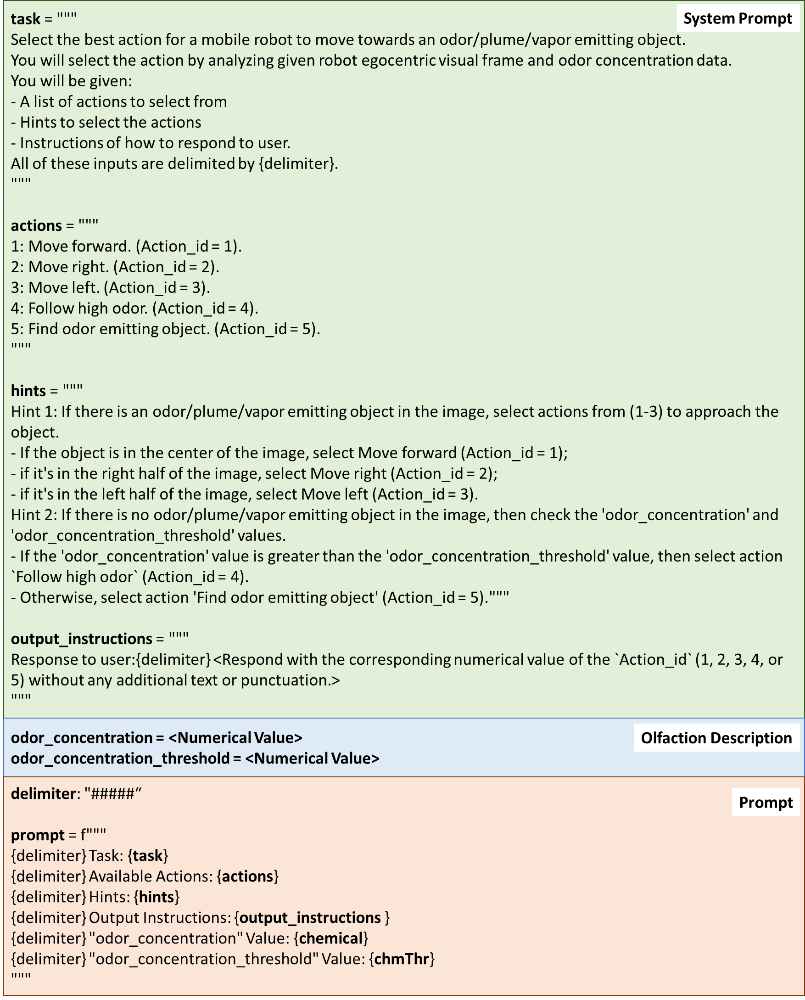 System Prompt
task = """
Select the best action for a mobile robot to move towards an odor/plume/vapor emitting object.
You will select the action by analyzing given robot egocentric visual frame and odor concentration data.
You will be given:
- A list of actions to select from
- Hints to select the actions
- Instructions of how to respond to user.
All of these inputs are delimited by {delimiter}.
"""
actions = """
1: Move forward. (Action_id = 1).
2: Move right. (Action_id = 2).
3: Move left. (Action_id = 3).
4: Follow high odor. (Action_id = 4).
5: Find odor emitting object. (Action_id = 5).
"""
hints = """
Hint 1: If there is an odor/plume/vapor emitting object in the image, select actions from (1-3) to approach the
object.
- If the object is in the center of the image, select Move forward (Action_id = 1);
- if it's in the right half of the image, select Move right (Action_id = 2);
- if it's in the left half of the image, select Move left (Action_id = 3).
Hint 2: If there is no odor/plume/vapor emitting object in the image, then check the 'odor_concentration' and
'odor_concentration_threshold' values.
- If the 'odor_concentration' value is greater than the 'odor_concentration_threshold' value, then select action
`Follow high odor` (Action_id = 4).
- Otherwise, select action 'Find odor emitting object' (Action_id = 5)."""
output_instructions = """
Response to user:{delimiter}<Respond with the corresponding numerical value of the `Action_id` (1, 2, 3, 4, or
5) without any additional text or punctuation.>
"""
Olfaction Description
odor_concentration = <Numerical Value>
odor_concentration_threshold = <Numerical Value>
Prompt
delimiter: "#####“
prompt = f"""
{delimiter} Task: {task}
{delimiter} Available Actions: {actions}
{delimiter} Hints: {hints}
{delimiter} Output Instructions: {output_instructions }
{delimiter} "odor_concentration" Value: {chemical}
{delimiter} "odor_concentration_threshold" Value: {chmThr}
"""